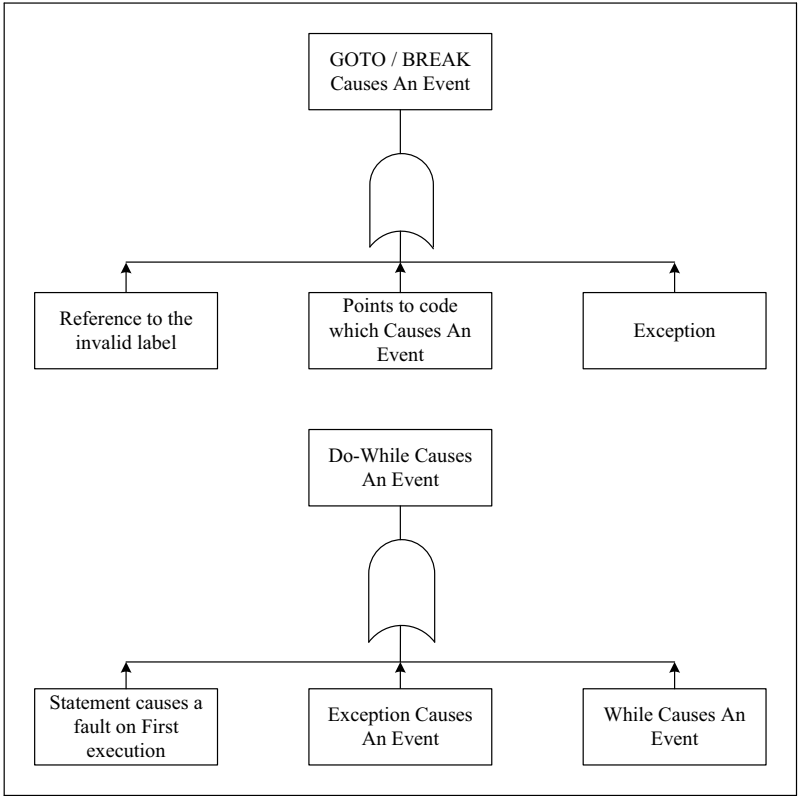 GOTO / BREAK
Causes An Event
Reference to the
invalid label
Points to code
which Causes An
Event
Exception
Do-While Causes
An Event
Statement causes a
fault on First
execution
Exception Causes
An Event
While Causes An
Event